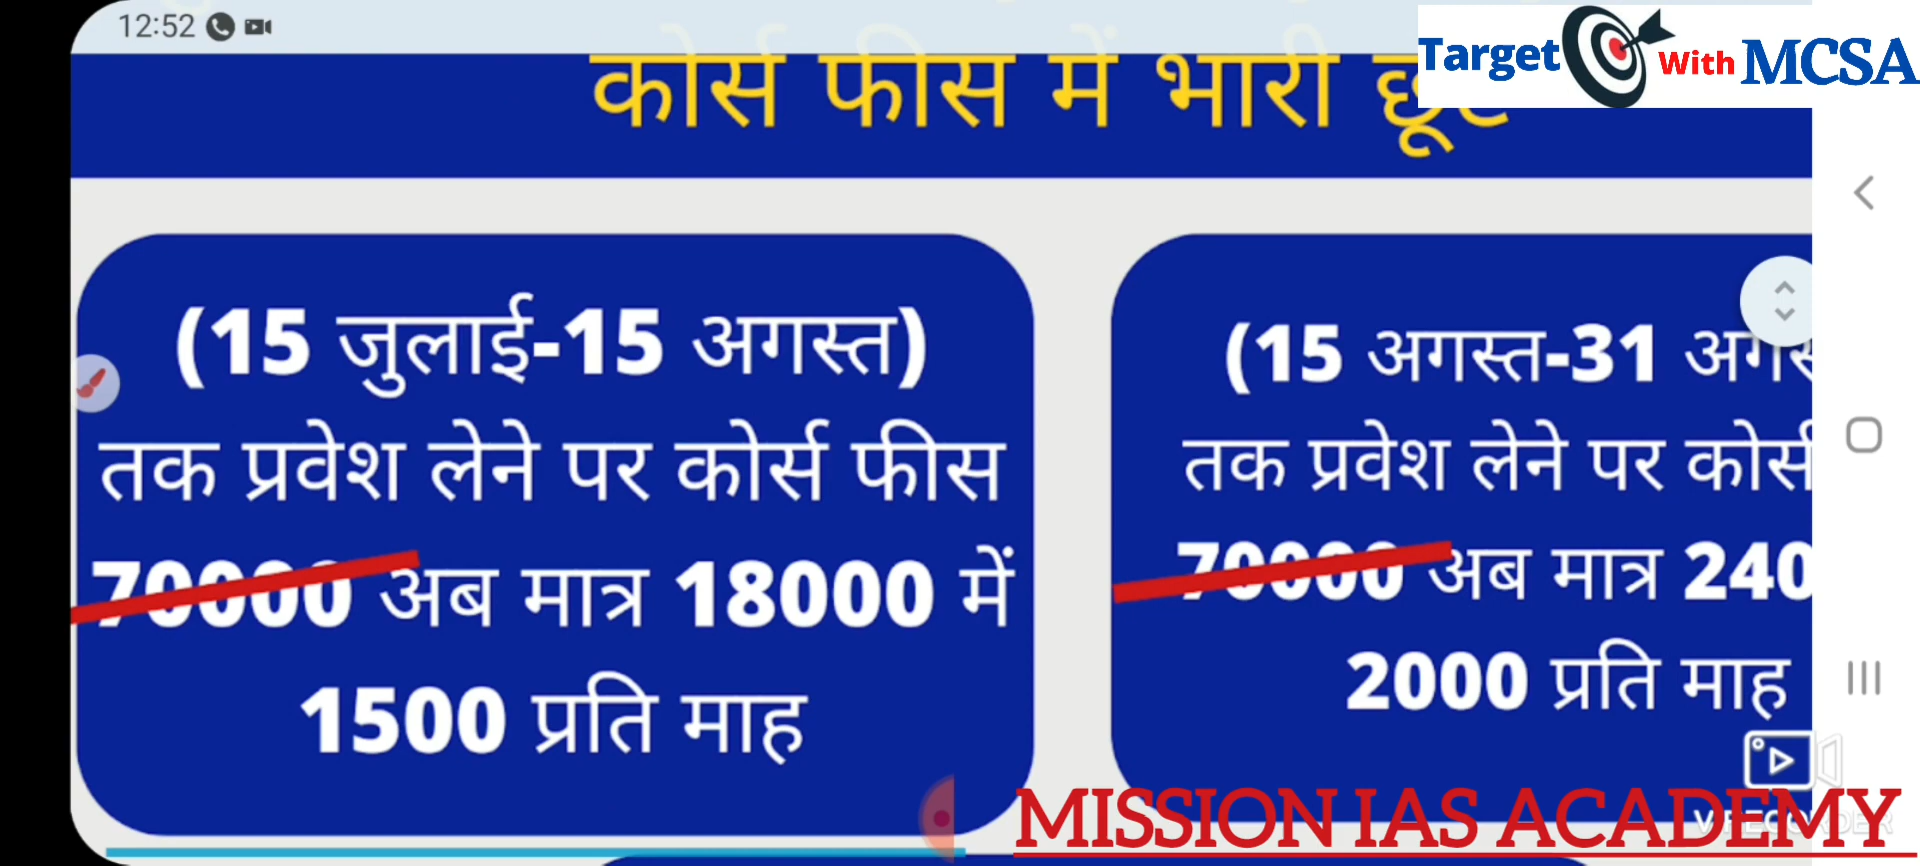 12:52
Target With MCSA
कोर्स फीस में भारी छूट
(15 जुलाई-15 अगस्त)
तक प्रवेश लेने पर कोर्स फीस
70000 अब मात्र 18000 में
1500 प्रति माह
(15 अगस्त-31
तक प्रवेश लेने पर कोर्स
70000 अब मात्र 240
2000 प्रति माह
MISSION IAS ACADEMY